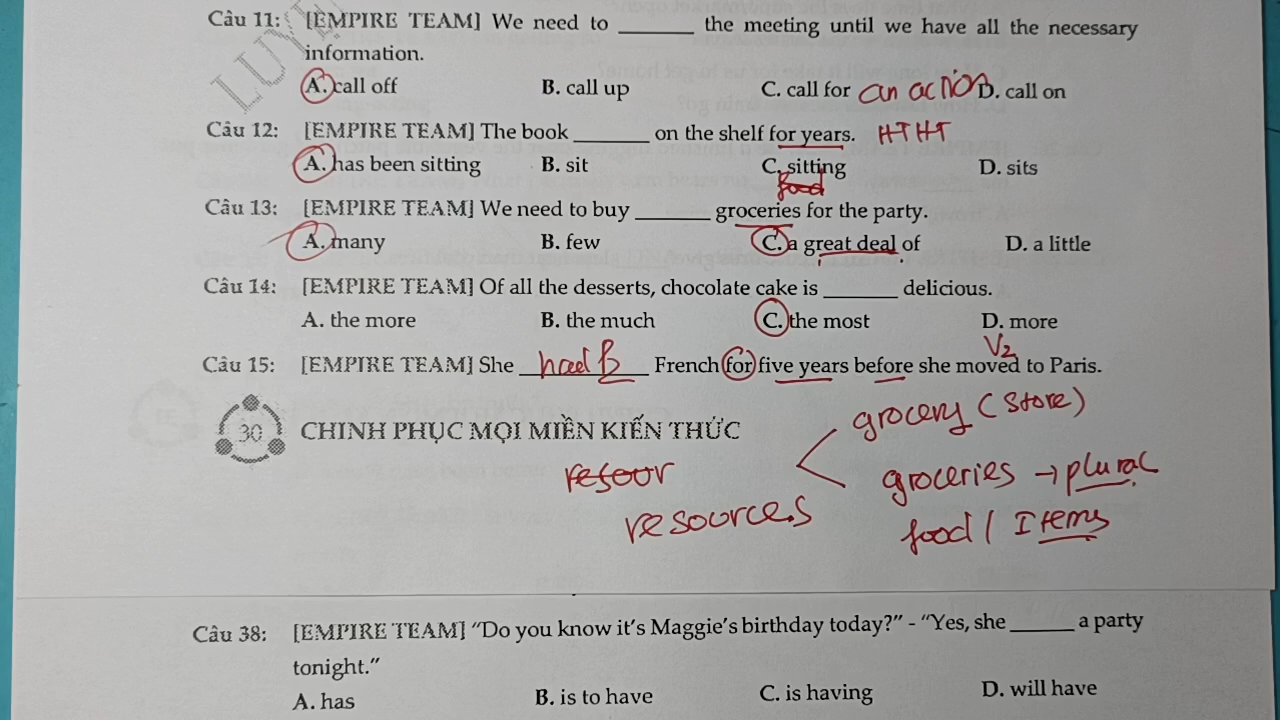 LUYỆ
Câu 11: [EMPIRE TEAM] We need to _______ the meeting until we have all the necessary
information.
A. call off B. call up C. call for an action D. call on
Câu 12: [EMPIRE TEAM] The book _______ on the shelf for years. HTHT
A. has been sitting B. sit C. sitting D. sits
food
Câu 13: [EMPIRE TEAM] We need to buy _______ groceries for the party.
A. many B. few C. a great deal of D. a little
Câu 14: [EMPIRE TEAM] Of all the desserts, chocolate cake is _______ delicious.
A. the more B. the much C. the most D. more
V2
Câu 15: [EMPIRE TEAM] She had French for five years before she moved to Paris.
30 CHINH PHỤC MỌI MIỀN KIẾN THỨC
grocery (store)
resour
groceries → plural
resources
food / Items
Câu 38: [EMPIRE TEAM] “Do you know it’s Maggie’s birthday today?” - “Yes, she ______ a party
tonight.”
A. has B. is to have C. is having D. will have